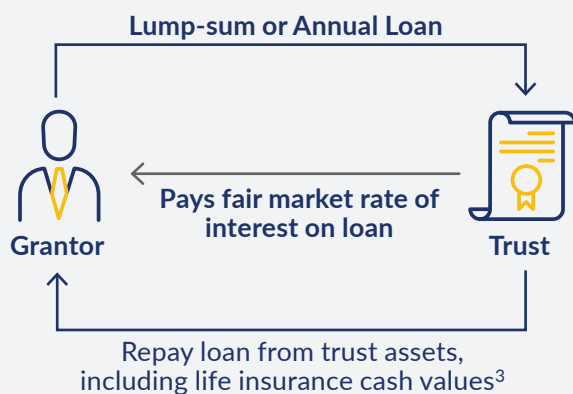 Lump-sum or Annual Loan
Pays fair market rate of
interest on loan
Grantor
Trust
Repay loan from trust assets,
including life insurance cash values³